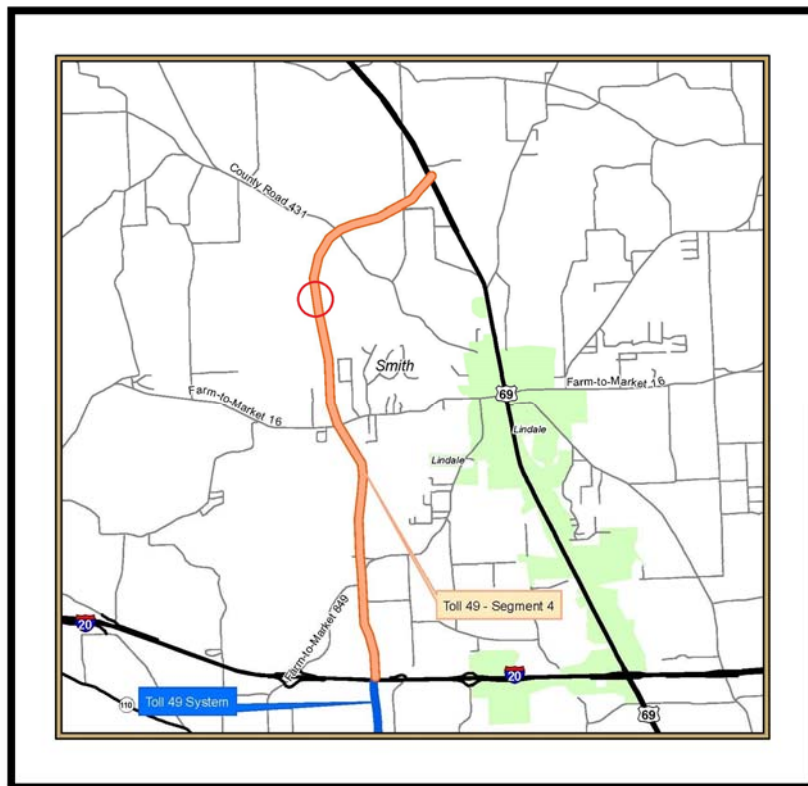 County Road 431
Smith
Farm-to-Market 16
69
Farm-to-Market 16
Lindale
Lindale
Toll 49 - Segment 4
Farm-to-Market 849
20
20
110
Toll 49 System
69